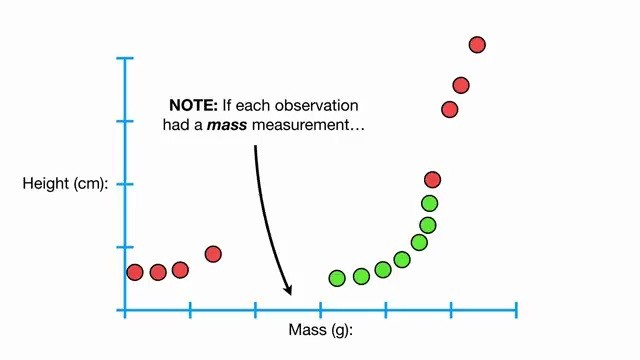 NOTE: If each observation
had a mass measurement…
Height (cm):
Mass (g):